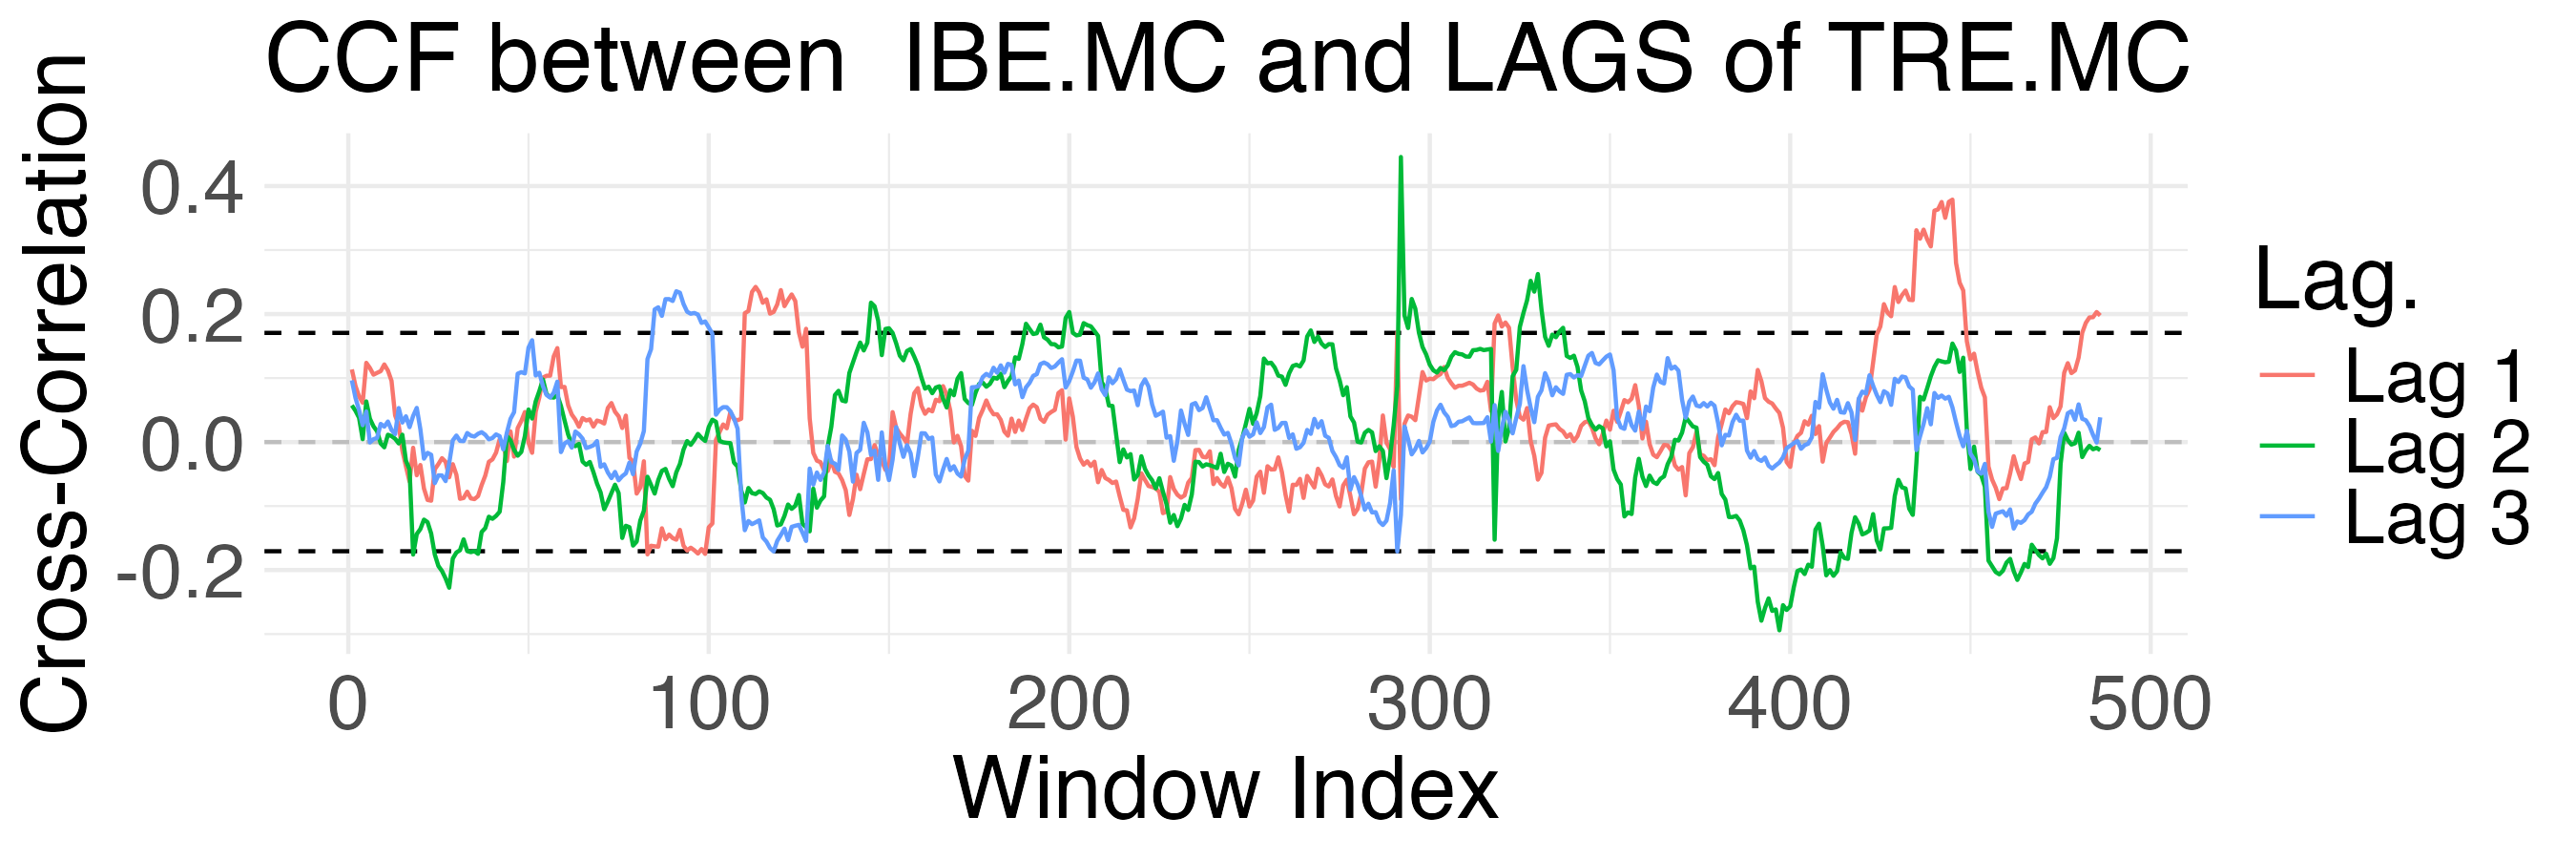 CCF between  IBE.MC and LAGS of TRE.MC
Cross-Correlation
0.4
0.2
0.0
-0.2
0 100 200 300 400 500
Window Index
Lag.
Lag 1
Lag 2
Lag 3